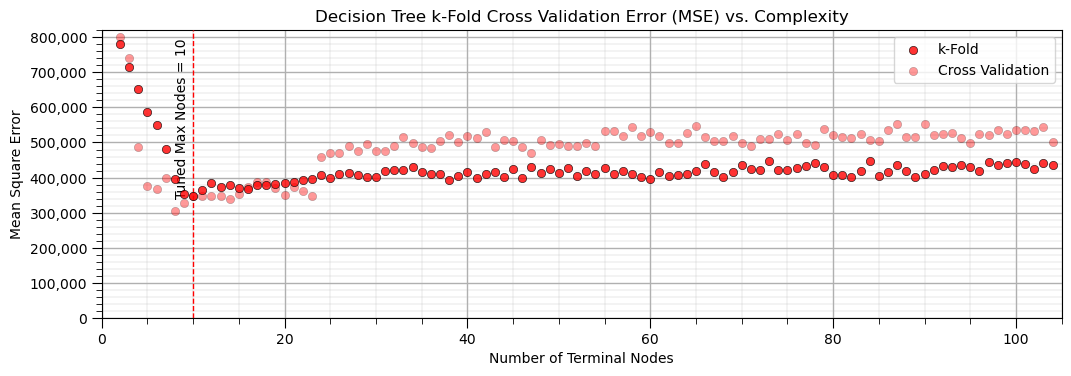 Decision Tree k-Fold Cross Validation Error (MSE) vs. Complexity
800,000
700,000
600,000
500,000
400,000
300,000
200,000
100,000
0
Mean Square Error
Tuned Max Nodes = 10
k-Fold
Cross Validation
0 20 40 60 80 100
Number of Terminal Nodes